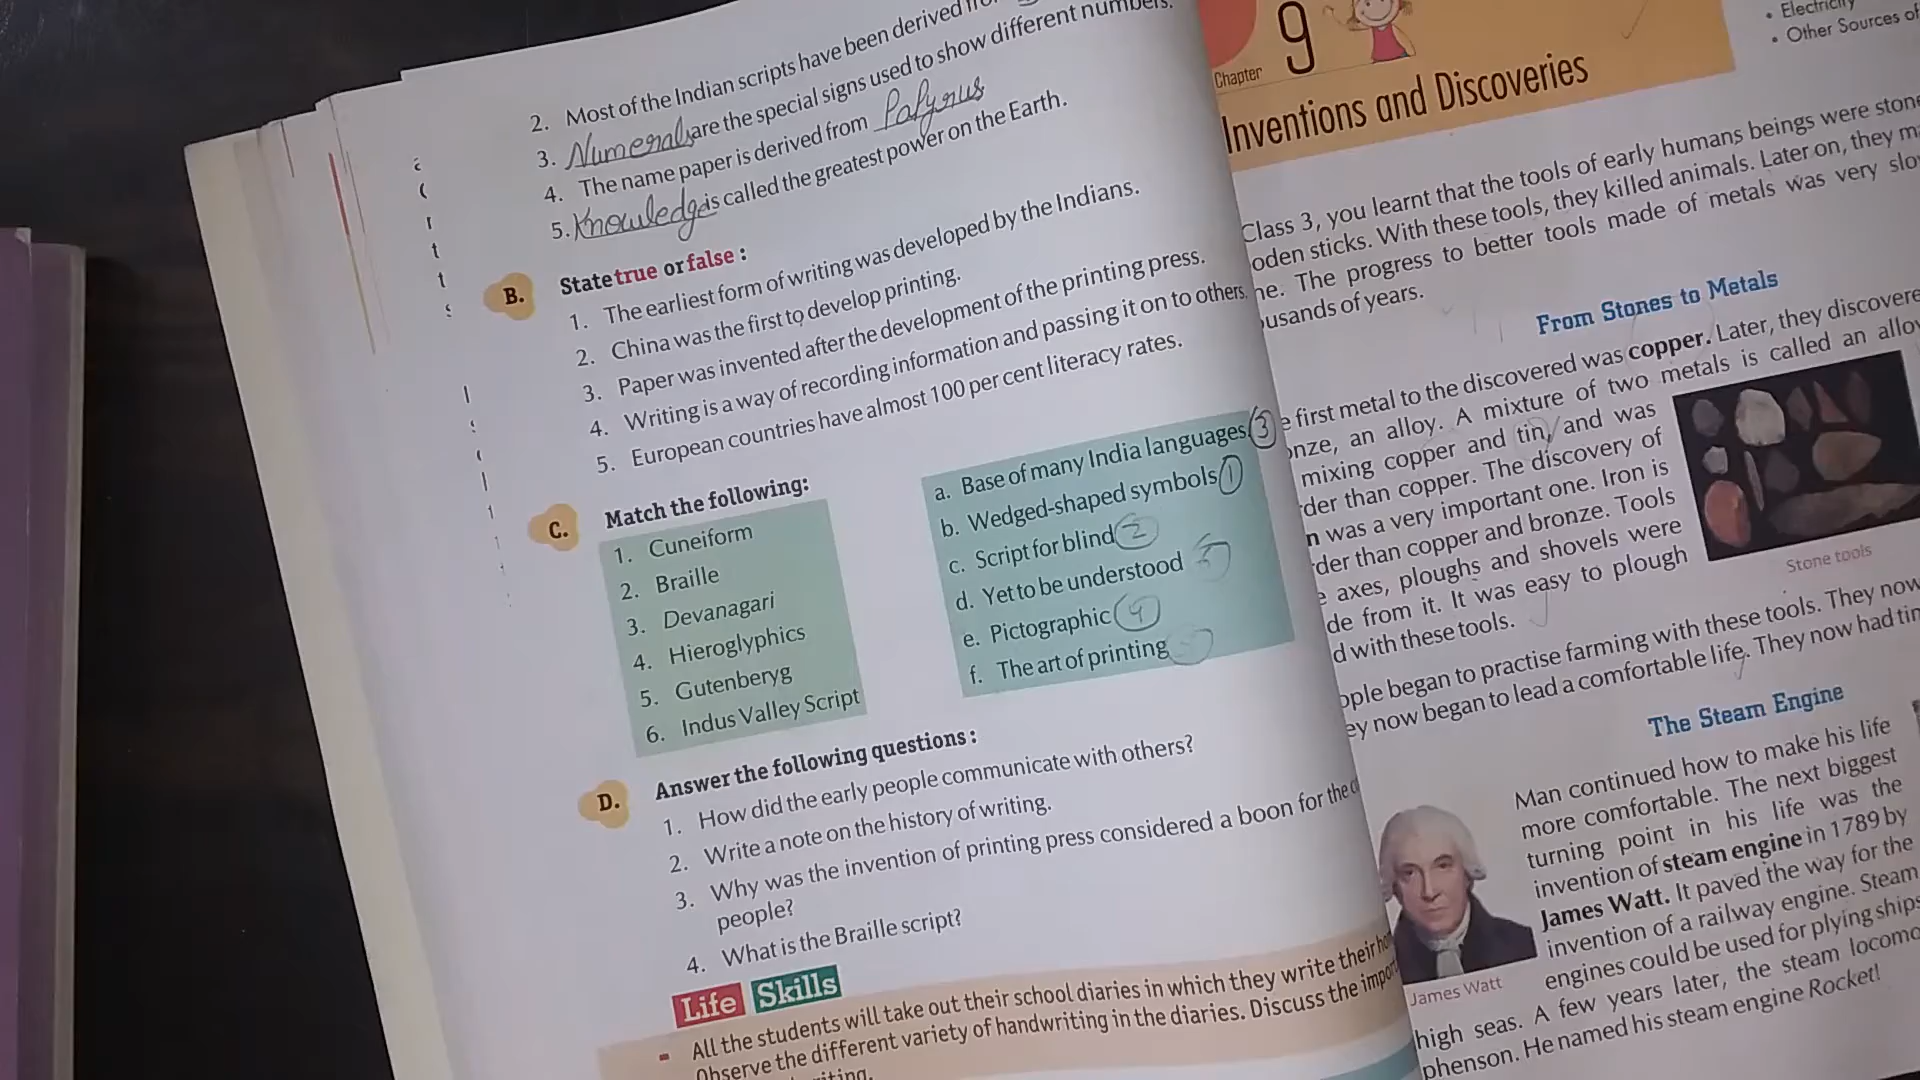 2. Most of the Indian scripts have been derived
3. Numerals are the special signs used to show different numbers.
4. The name paper is derived from Papyrus
5. Knowledge is called the greatest power on the Earth.
B. State true or false :
1. The earliest form of writing was developed by the Indians.
2. China was the first to develop printing.
3. Paper was invented after the development of the printing press.
4. Writing is a way of recording information and passing it on to others.
5. European countries have almost 100 per cent literacy rates.
C. Match the following:
1. Cuneiform
2. Braille
3. Devanagari
4. Hieroglyphics
5. Gutenberyg
6. Indus Valley Script
a. Base of many India languages 3
b. Wedged-shaped symbols 1
c. Script for blind 2
d. Yet to be understood
e. Pictographic 4
f. The art of printing
D. Answer the following questions :
1. How did the early people communicate with others?
2. Write a note on the history of writing.
3. Why was the invention of printing press considered a boon for the
people?
4. What is the Braille script?
Life Skills
All the students will take out their school diaries in which they write their
Observe the different variety of handwriting in the diaries. Discuss the
Chapter 9
Inventions and Discoveries
• Electricity
• Other Sources of
Class 3, you learnt that the tools of early humans beings were stone
oden sticks. With these tools, they killed animals. Later on, they
ne. The progress to better tools made of metals was very
usands of years.
From Stones to Metals
e first metal to the discovered was copper. Later, they discovere
onze, an alloy. A mixture of two metals is called an alloy
mixing copper and tin, and was
der than copper. The discovery of
n was a very important one. Iron is
der than copper and bronze. Tools
e axes, ploughs and shovels were
de from it. It was easy to plough
d with these tools.
Stone tools
ople began to practise farming with these tools. They now
ey now began to lead a comfortable life. They now had
The Steam Engine
Man continued how to make his life
more comfortable. The next biggest
turning point in his life was the
invention of steam engine in 1789 by
James Watt. It paved the way for the
invention of a railway engine. Steam
engines could be used for plying ships
high seas. A few years later, the steam locomo
phenson. He named his steam engine Rocket!
James Watt